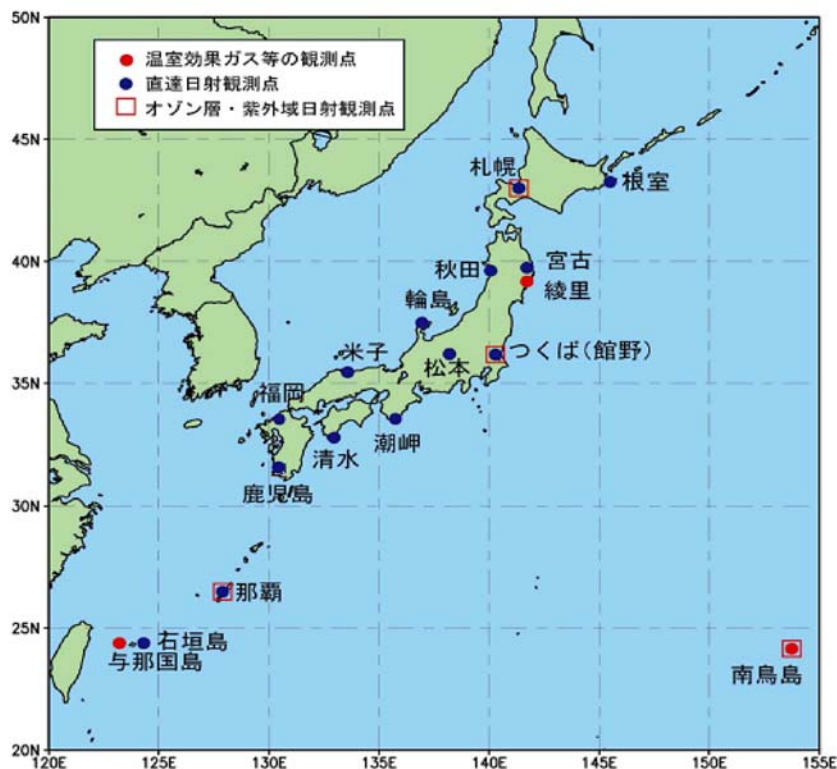 50N
温室効果ガス等の観測点
直達日射観測点
オゾン層・紫外域日射観測点
45N
札幌
根室
40N
秋田
宮古
綾里
輪島
米子
松本
つくば(館野)
35N
福岡
清水
潮岬
鹿児島
30N
那覇
25N
石垣島
与那国島
南鳥島
20N
120E 125E 130E 135E 140E 145E 150E 155E